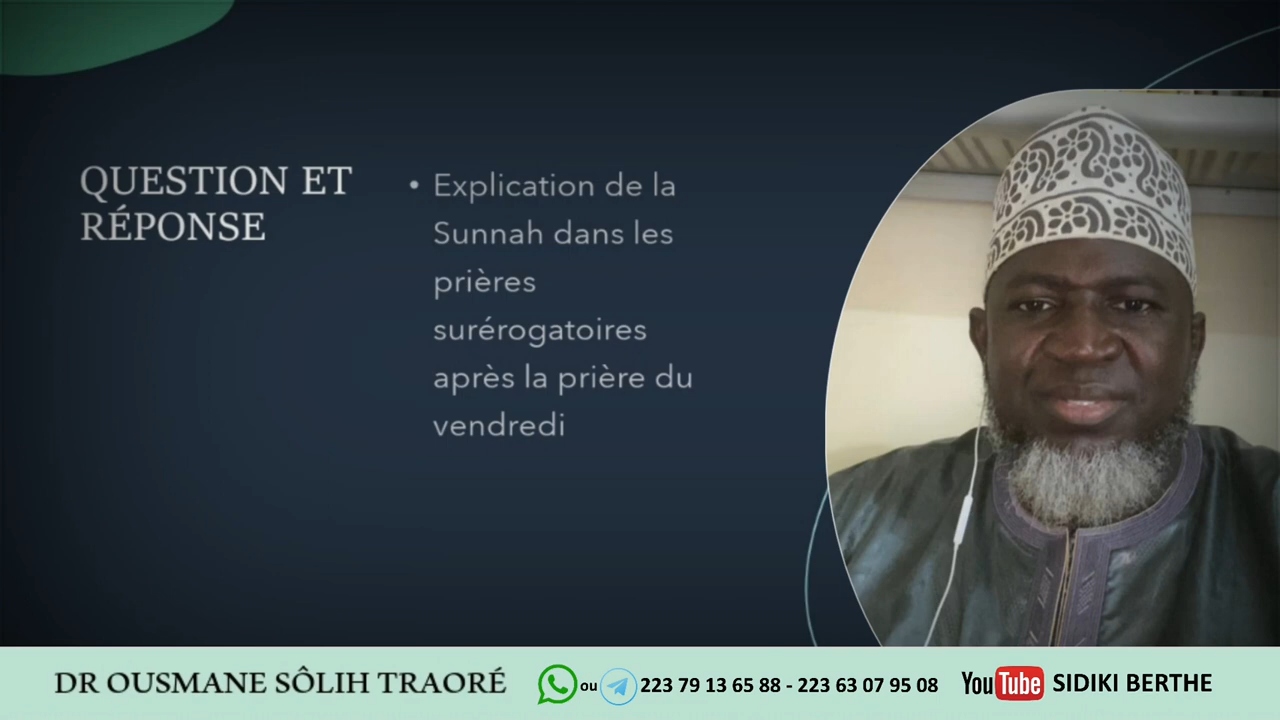 QUESTION ET
RÉPONSE
• Explication de la
Sunnah dans les
prières
surérogatoires
après la prière du
vendredi
DR OUSMANE SÔLIH TRAORÉ
ou
223 79 13 65 88 - 223 63 07 95 08
YouTube SIDIKI BERTHE